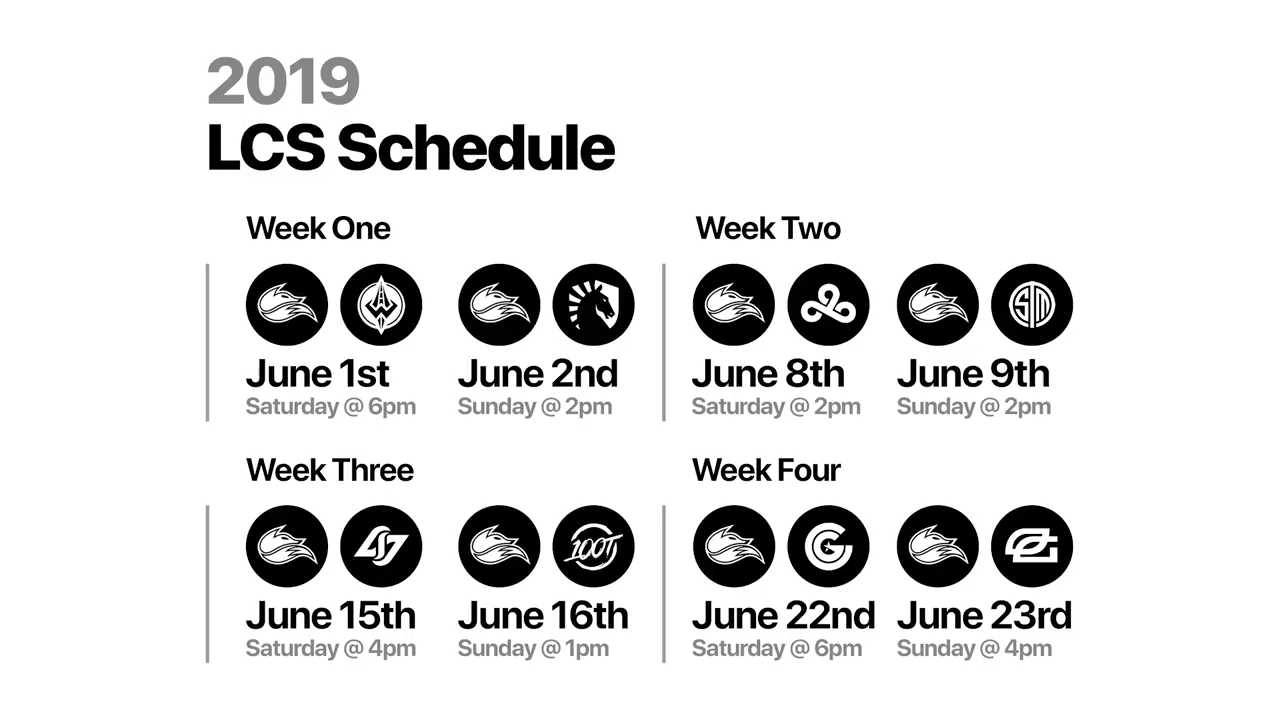 2019
LCS Schedule
Week One
TSM
June 1st
Saturday @ 6pm
June 2nd
Sunday @ 2pm
Week Two
June 8th
Saturday @ 2pm
June 9th
Sunday @ 2pm
Week Three
June 15th
Saturday @ 4pm
100T
June 16th
Sunday @ 1pm
Week Four
June 22nd
Saturday @ 6pm
June 23rd
Sunday @ 4pm